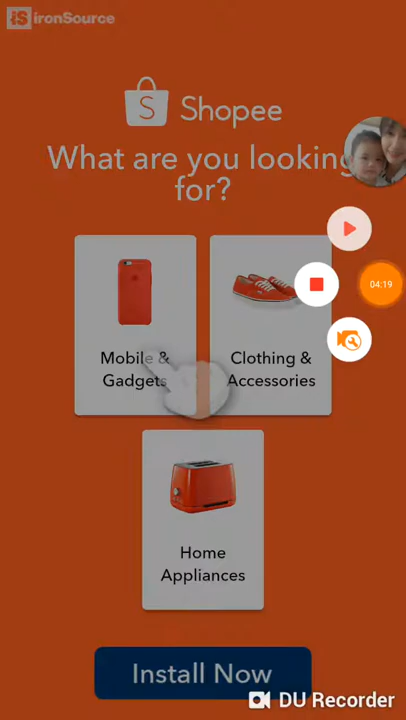 ironSource
Shopee
What are you looking
for?
Mobile &
Gadgets
Clothing &
Accessories
04:19
Home
Appliances
Install Now
DU Recorder